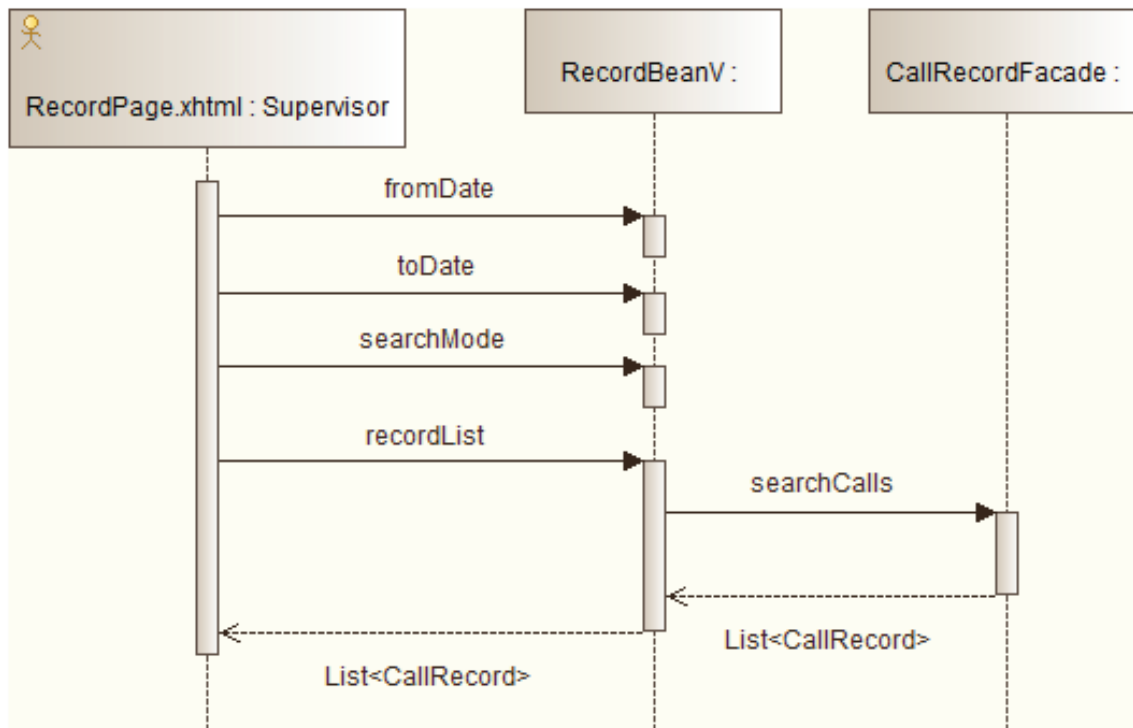 RecordPage.xhtml : Supervisor
RecordBeanV :
CallRecordFacade :
fromDate
toDate
searchMode
recordList
searchCalls
List<CallRecord>
List<CallRecord>